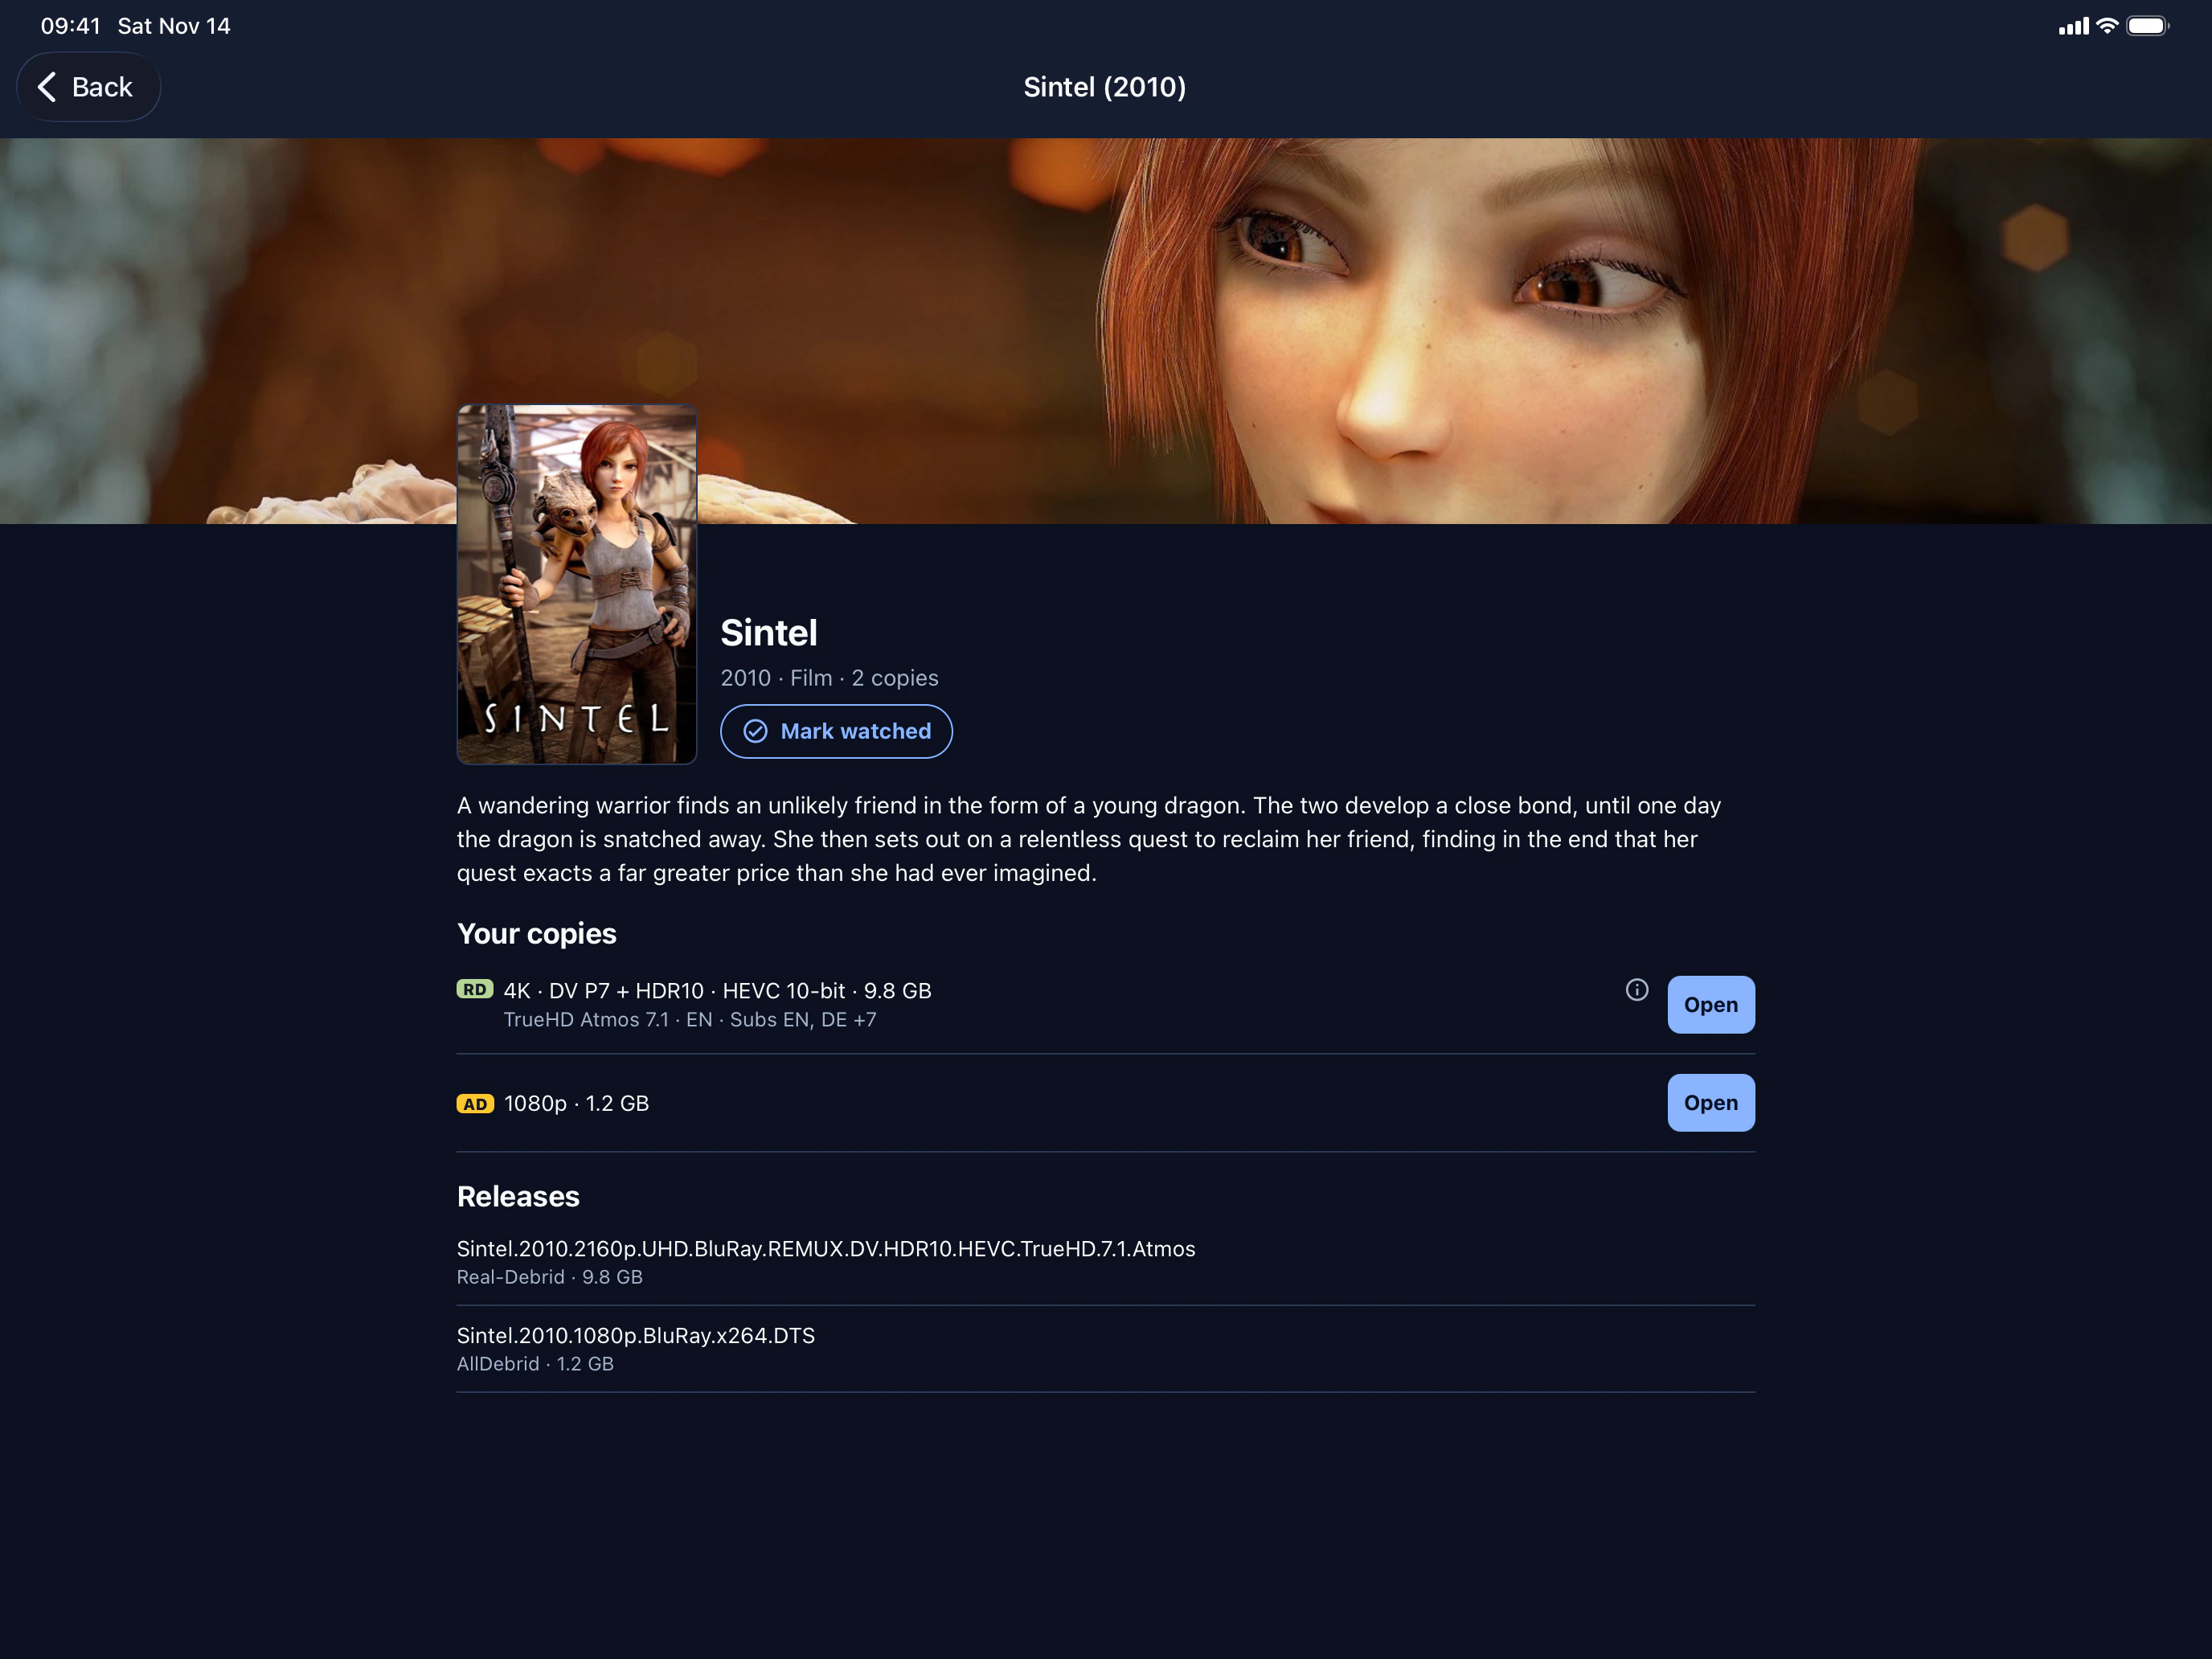 09:41 Sat Nov 14
Back
Sintel (2010)
SINTEL
Sintel
2010 · Film · 2 copies
Mark watched
A wandering warrior finds an unlikely friend in the form of a young dragon. The two develop a close bond, until one day
the dragon is snatched away. She then sets out on a relentless quest to reclaim her friend, finding in the end that her
quest exacts a far greater price than she had ever imagined.
Your copies
RD 4K · DV P7 + HDR10 · HEVC 10-bit · 9.8 GB
TrueHD Atmos 7.1 · EN · Subs EN, DE +7
Open
AD 1080p · 1.2 GB
Open
Releases
Sintel.2010.2160p.UHD.BluRay.REMUX.DV.HDR10.HEVC.TrueHD.7.1.Atmos
Real-Debrid · 9.8 GB
Sintel.2010.1080p.BluRay.x264.DTS
AllDebrid · 1.2 GB